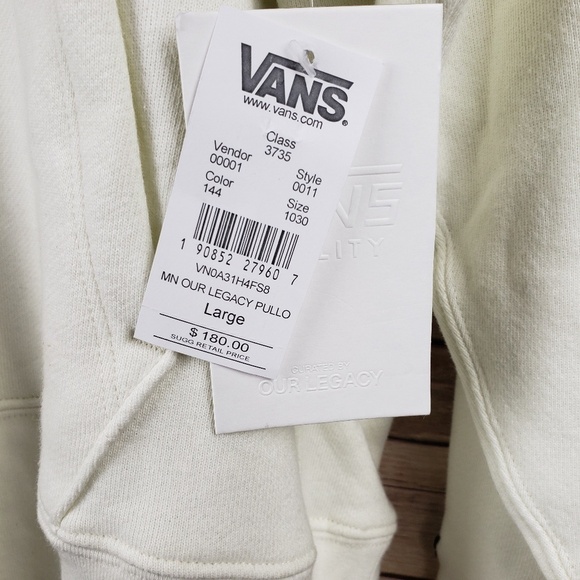 VANS
www.vans.com
Class
3735
Vendor
00001
Style
0011
Color
144
Size
1030
1 90852 27960 7
VN0A31H4FS8
MN OUR LEGACY PULLO
Large
$ 180.00
SUGG RETAIL PRICE
OUR LEGACY